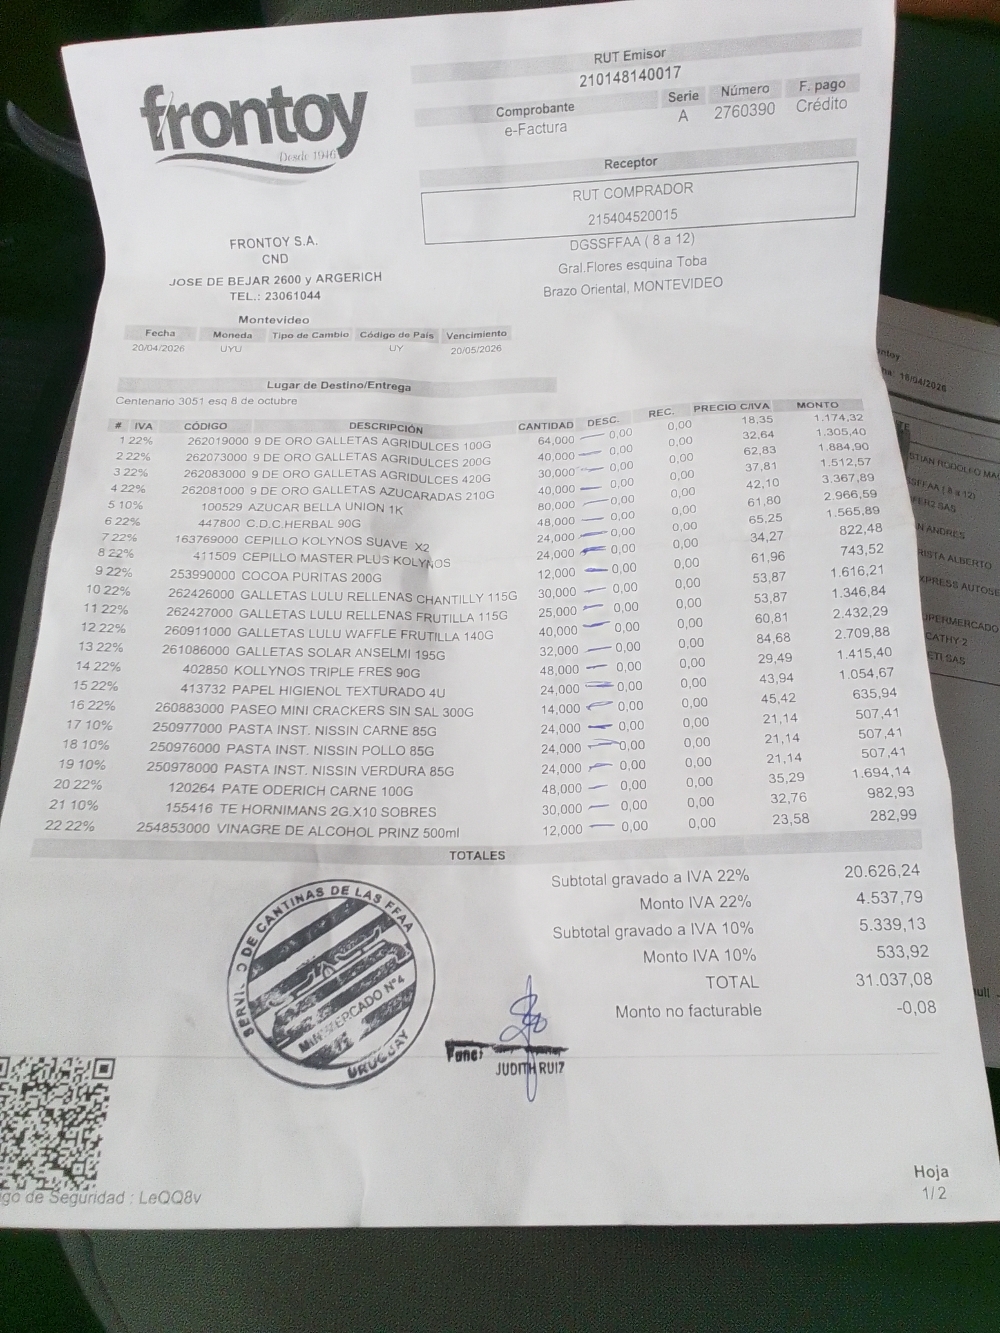 frontoy
Desde 1946
RUT Emisor
210148140017
Comprobante Serie Número F. pago
e-Factura A 2760390 Crédito
Receptor
RUT COMPRADOR
215404520015
DGSSFFAA ( 8 a 12)
Gral.Flores esquina Toba
Brazo Oriental, MONTEVIDEO
FRONTOY S.A.
CND
JOSE DE BEJAR 2600 y ARGERICH
TEL.: 23061044
Montevideo
Fecha Moneda Tipo de Cambio Código de País Vencimiento
20/04/2026 UYU UY 20/05/2026
Lugar de Destino/Entrega
Centenario 3051 esq 8 de octubre
# IVA CÓDIGO DESCRIPCIÓN CANTIDAD DESC. REC. PRECIO C/IVA MONTO
1 22% 262019000 9 DE ORO GALLETAS AGRIDULCES 100G 64,000 0,00 0,00 18,35 1.174,32
2 22% 262073000 9 DE ORO GALLETAS AGRIDULCES 200G 40,000 0,00 0,00 32,64 1.305,40
3 22% 262083000 9 DE ORO GALLETAS AGRIDULCES 420G 30,000 0,00 0,00 62,83 1.884,90
4 22% 262081000 9 DE ORO GALLETAS AZUCARADAS 210G 40,000 0,00 0,00 37,81 1.512,57
5 10% 100529 AZUCAR BELLA UNION 1K 80,000 0,00 0,00 42,10 3.367,89
6 22% 447800 C.D.C.HERBAL 90G 48,000 0,00 0,00 61,80 2.966,59
7 22% 163769000 CEPILLO KOLYNOS SUAVE X2 24,000 0,00 0,00 65,25 1.565,89
8 22% 411509 CEPILLO MASTER PLUS KOLYNOS 24,000 0,00 0,00 34,27 822,48
9 22% 253990000 COCOA PURITAS 200G 12,000 0,00 0,00 61,96 743,52
10 22% 262426000 GALLETAS LULU RELLENAS CHANTILLY 115G 30,000 0,00 0,00 53,87 1.616,21
11 22% 262427000 GALLETAS LULU RELLENAS FRUTILLA 115G 25,000 0,00 0,00 53,87 1.346,84
12 22% 260911000 GALLETAS LULU WAFFLE FRUTILLA 140G 40,000 0,00 0,00 60,81 2.432,29
13 22% 261086000 GALLETAS SOLAR ANSELMI 195G 32,000 0,00 0,00 84,68 2.709,88
14 22% 402850 KOLLYNOS TRIPLE FRES 90G 48,000 0,00 0,00 29,49 1.415,40
15 22% 413732 PAPEL HIGIENOL TEXTURADO 4U 24,000 0,00 0,00 43,94 1.054,67
16 22% 260883000 PASEO MINI CRACKERS SIN SAL 300G 14,000 0,00 0,00 45,42 635,94
17 10% 250977000 PASTA INST. NISSIN CARNE 85G 24,000 0,00 0,00 21,14 507,41
18 10% 250976000 PASTA INST. NISSIN POLLO 85G 24,000 0,00 0,00 21,14 507,41
19 10% 250978000 PASTA INST. NISSIN VERDURA 85G 24,000 0,00 0,00 21,14 507,41
20 22% 120264 PATE ODERICH CARNE 100G 48,000 0,00 0,00 35,29 1.694,14
21 10% 155416 TE HORNIMANS 2G.X10 SOBRES 30,000 0,00 0,00 32,76 982,93
22 22% 254853000 VINAGRE DE ALCOHOL PRINZ 500ml 12,000 0,00 0,00 23,58 282,99
TOTALES
Subtotal gravado a IVA 22% 20.626,24
Monto IVA 22% 4.537,79
Subtotal gravado a IVA 10% 5.339,13
Monto IVA 10% 533,92
TOTAL 31.037,08
Monto no facturable -0,08
SERVICIO DE CANTINAS DE LAS FFAA
MINIMERCADO Nº4
URUGUAY
Func:
JUDITH RUIZ
go de Seguridad : LeQQ8v
Hoja
1/2
ntoy
ha: 16/04/2026
STIAN RODOLFO MA
SFFAA ( 8 a 12)
FER2 SAS
N ANDRES
RISTA ALBERTO
XPRESS AUTOSE
UPERMERCADO
CATHY-2
ETI SAS
null -